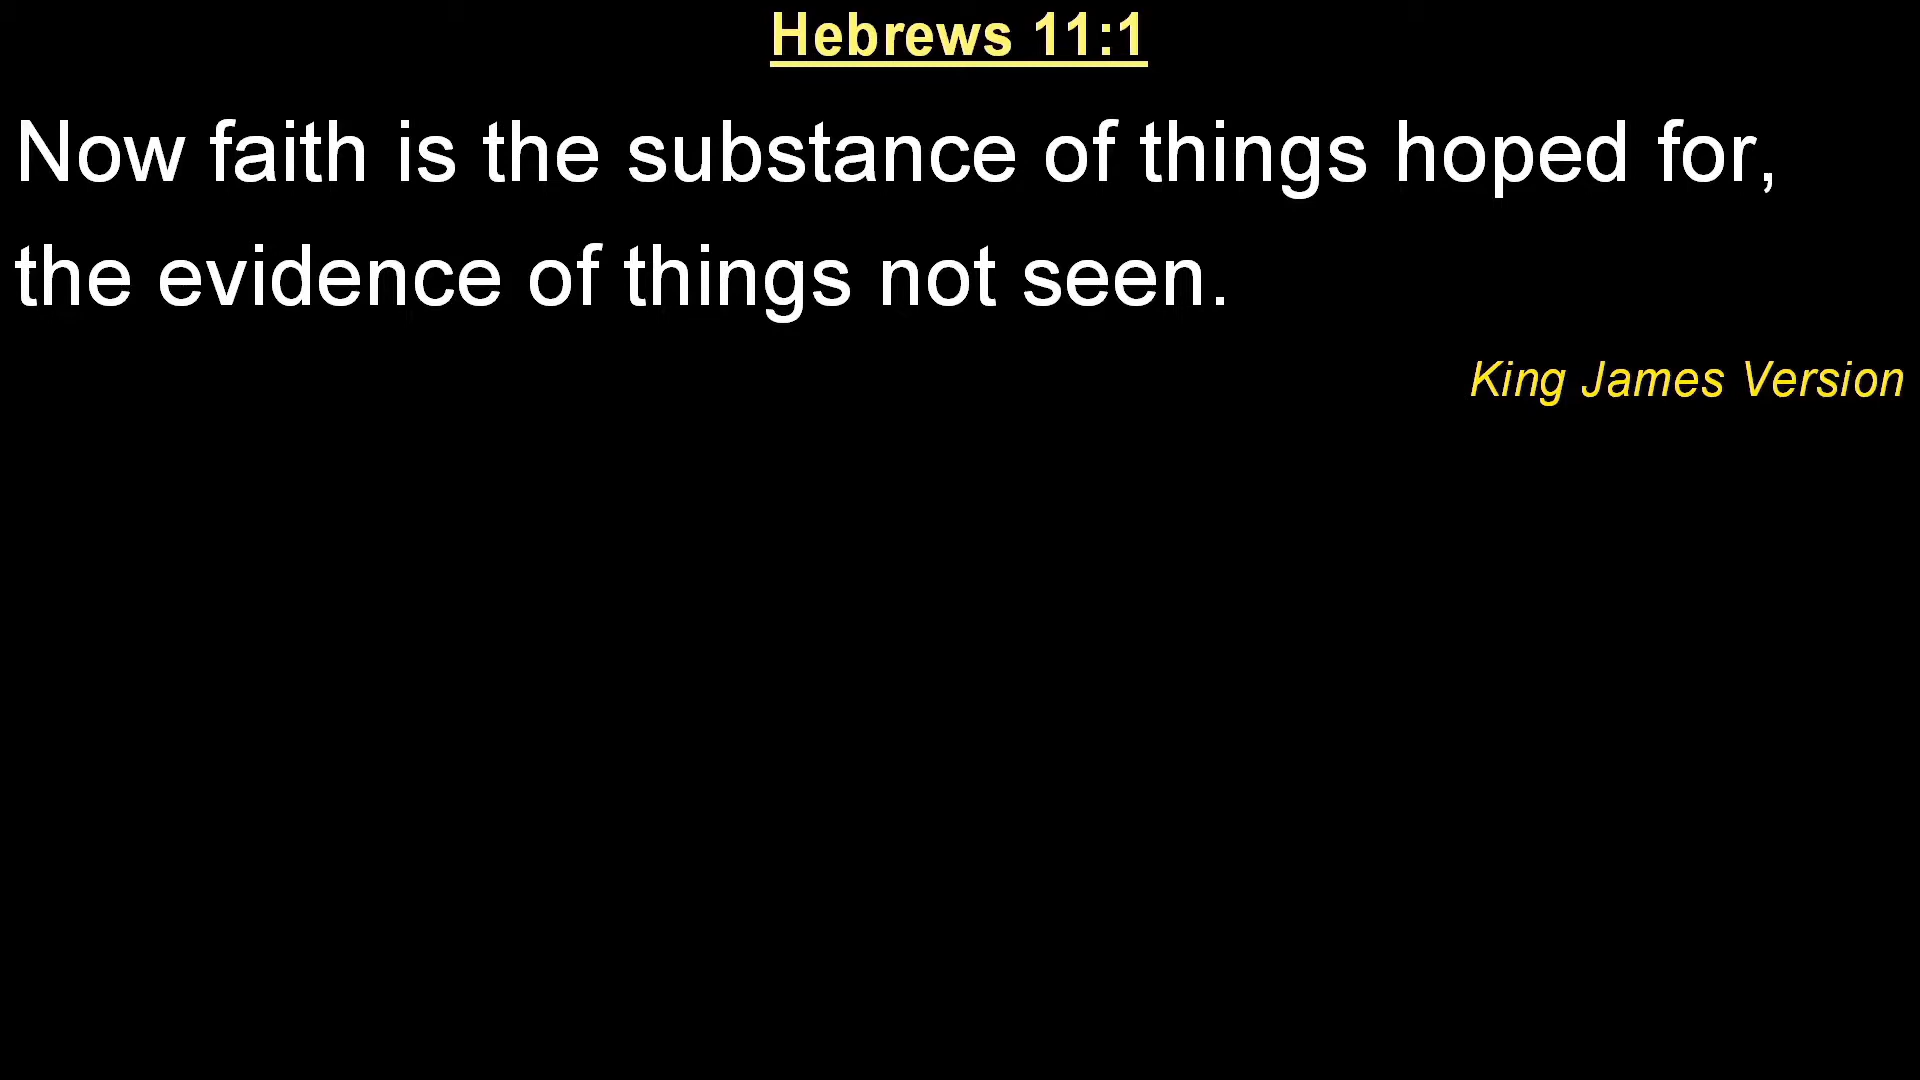 Hebrews 11:1
Now faith is the substance of things hoped for,
the evidence of things not seen.
King James Version